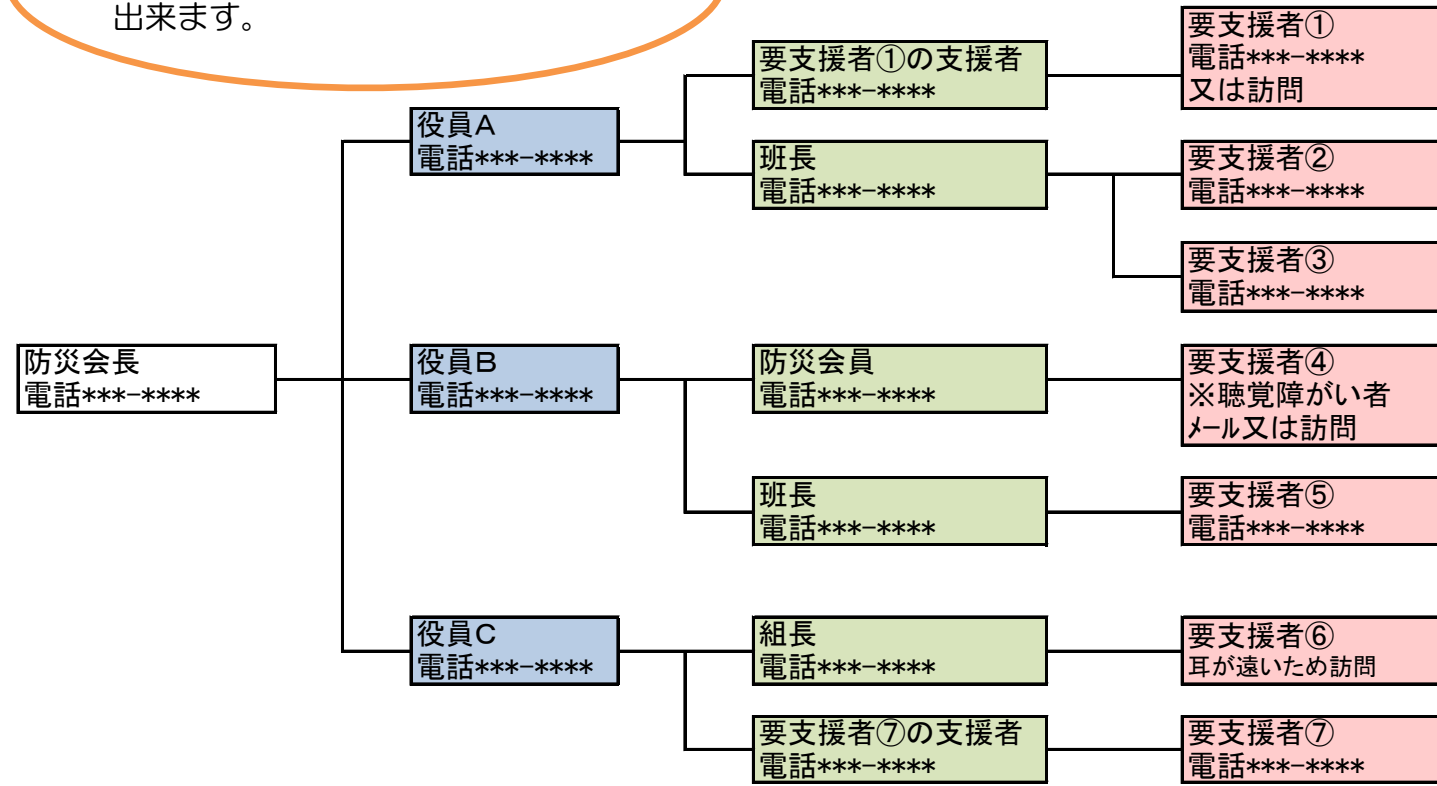 出来ます。
要支援者①の支援者
電話***-****
要支援者①
電話***-****
又は訪問
役員A
電話***-****
班長
電話***-****
要支援者②
電話***-****
要支援者③
電話***-****
防災会長
電話***-****
役員B
電話***-****
防災会員
電話***-****
要支援者④
※聴覚障がい者
ﾒｰﾙ又は訪問
班長
電話***-****
要支援者⑤
電話***-****
役員C
電話***-****
組長
電話***-****
要支援者⑥
耳が遠いため訪問
要支援者⑦の支援者
電話***-****
要支援者⑦
電話***-****